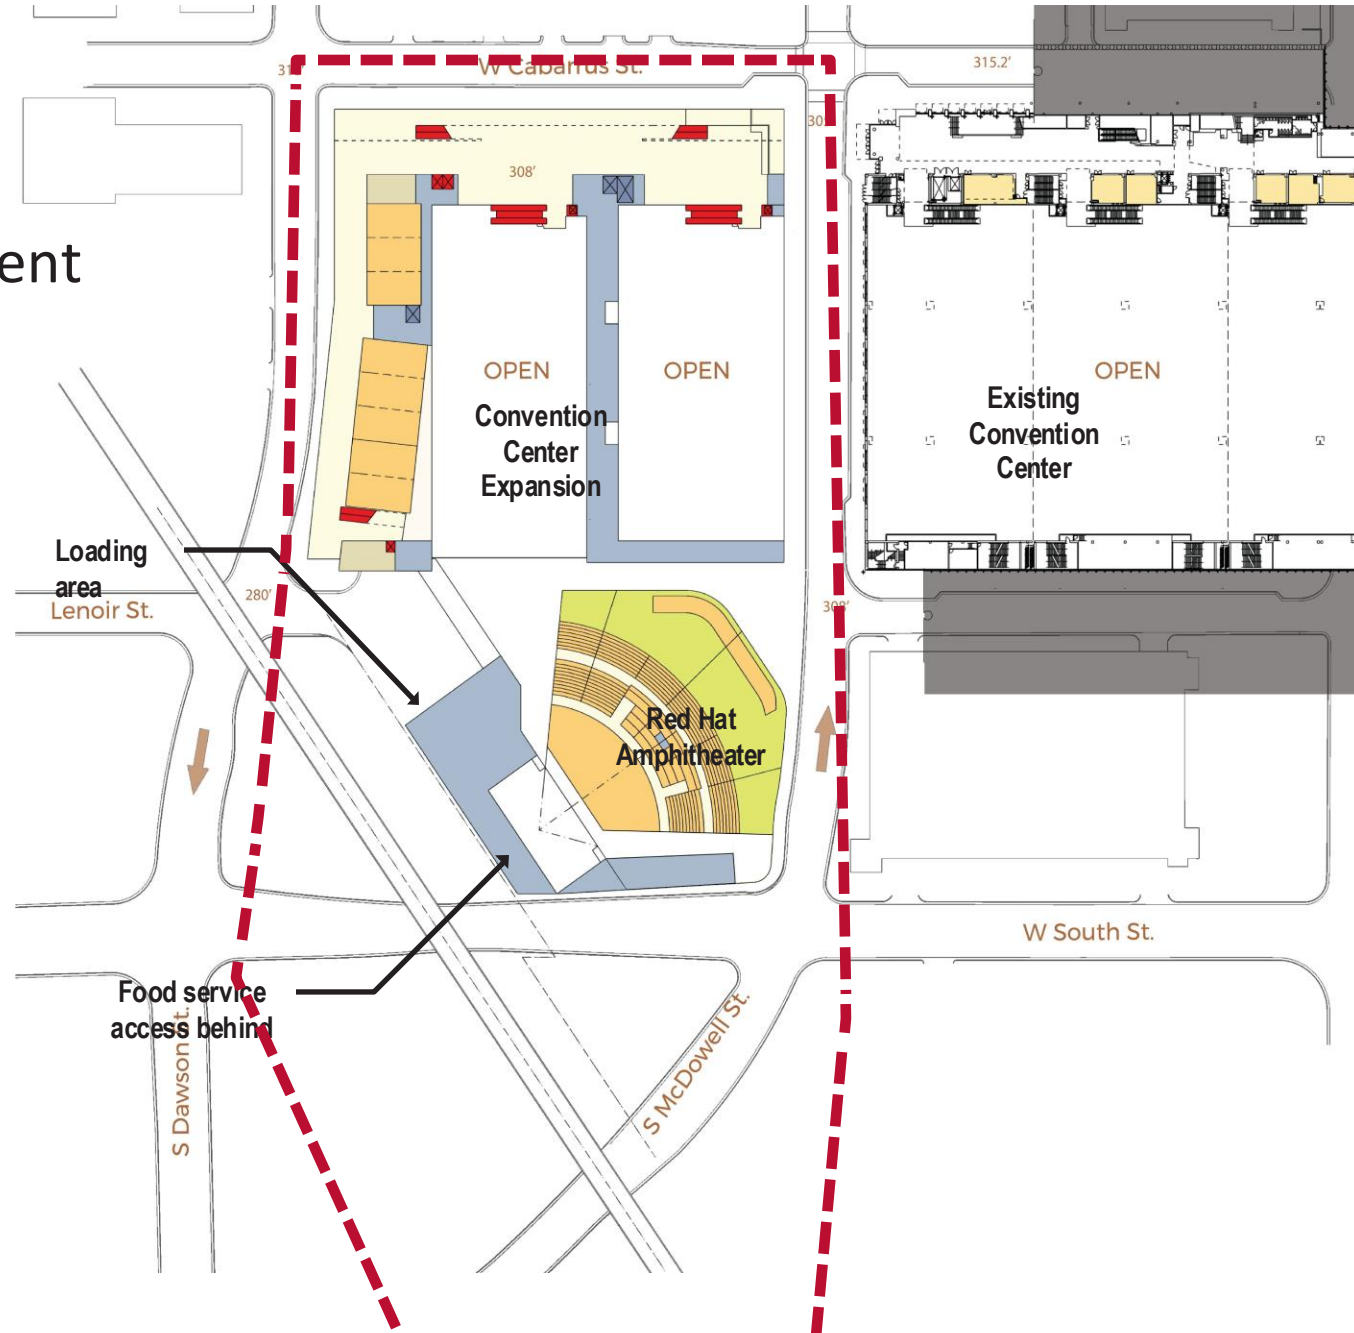 W Cabarrus St.
315.2'
308'
ent
OPEN
OPEN
OPEN
Convention
Center
Expansion
Existing
Convention
Center
Loading
area
Lenoir St.
280'
308'
Red Hat
Amphitheater
W South St.
Food service
access behind
S Dawson St.
S McDowell St.